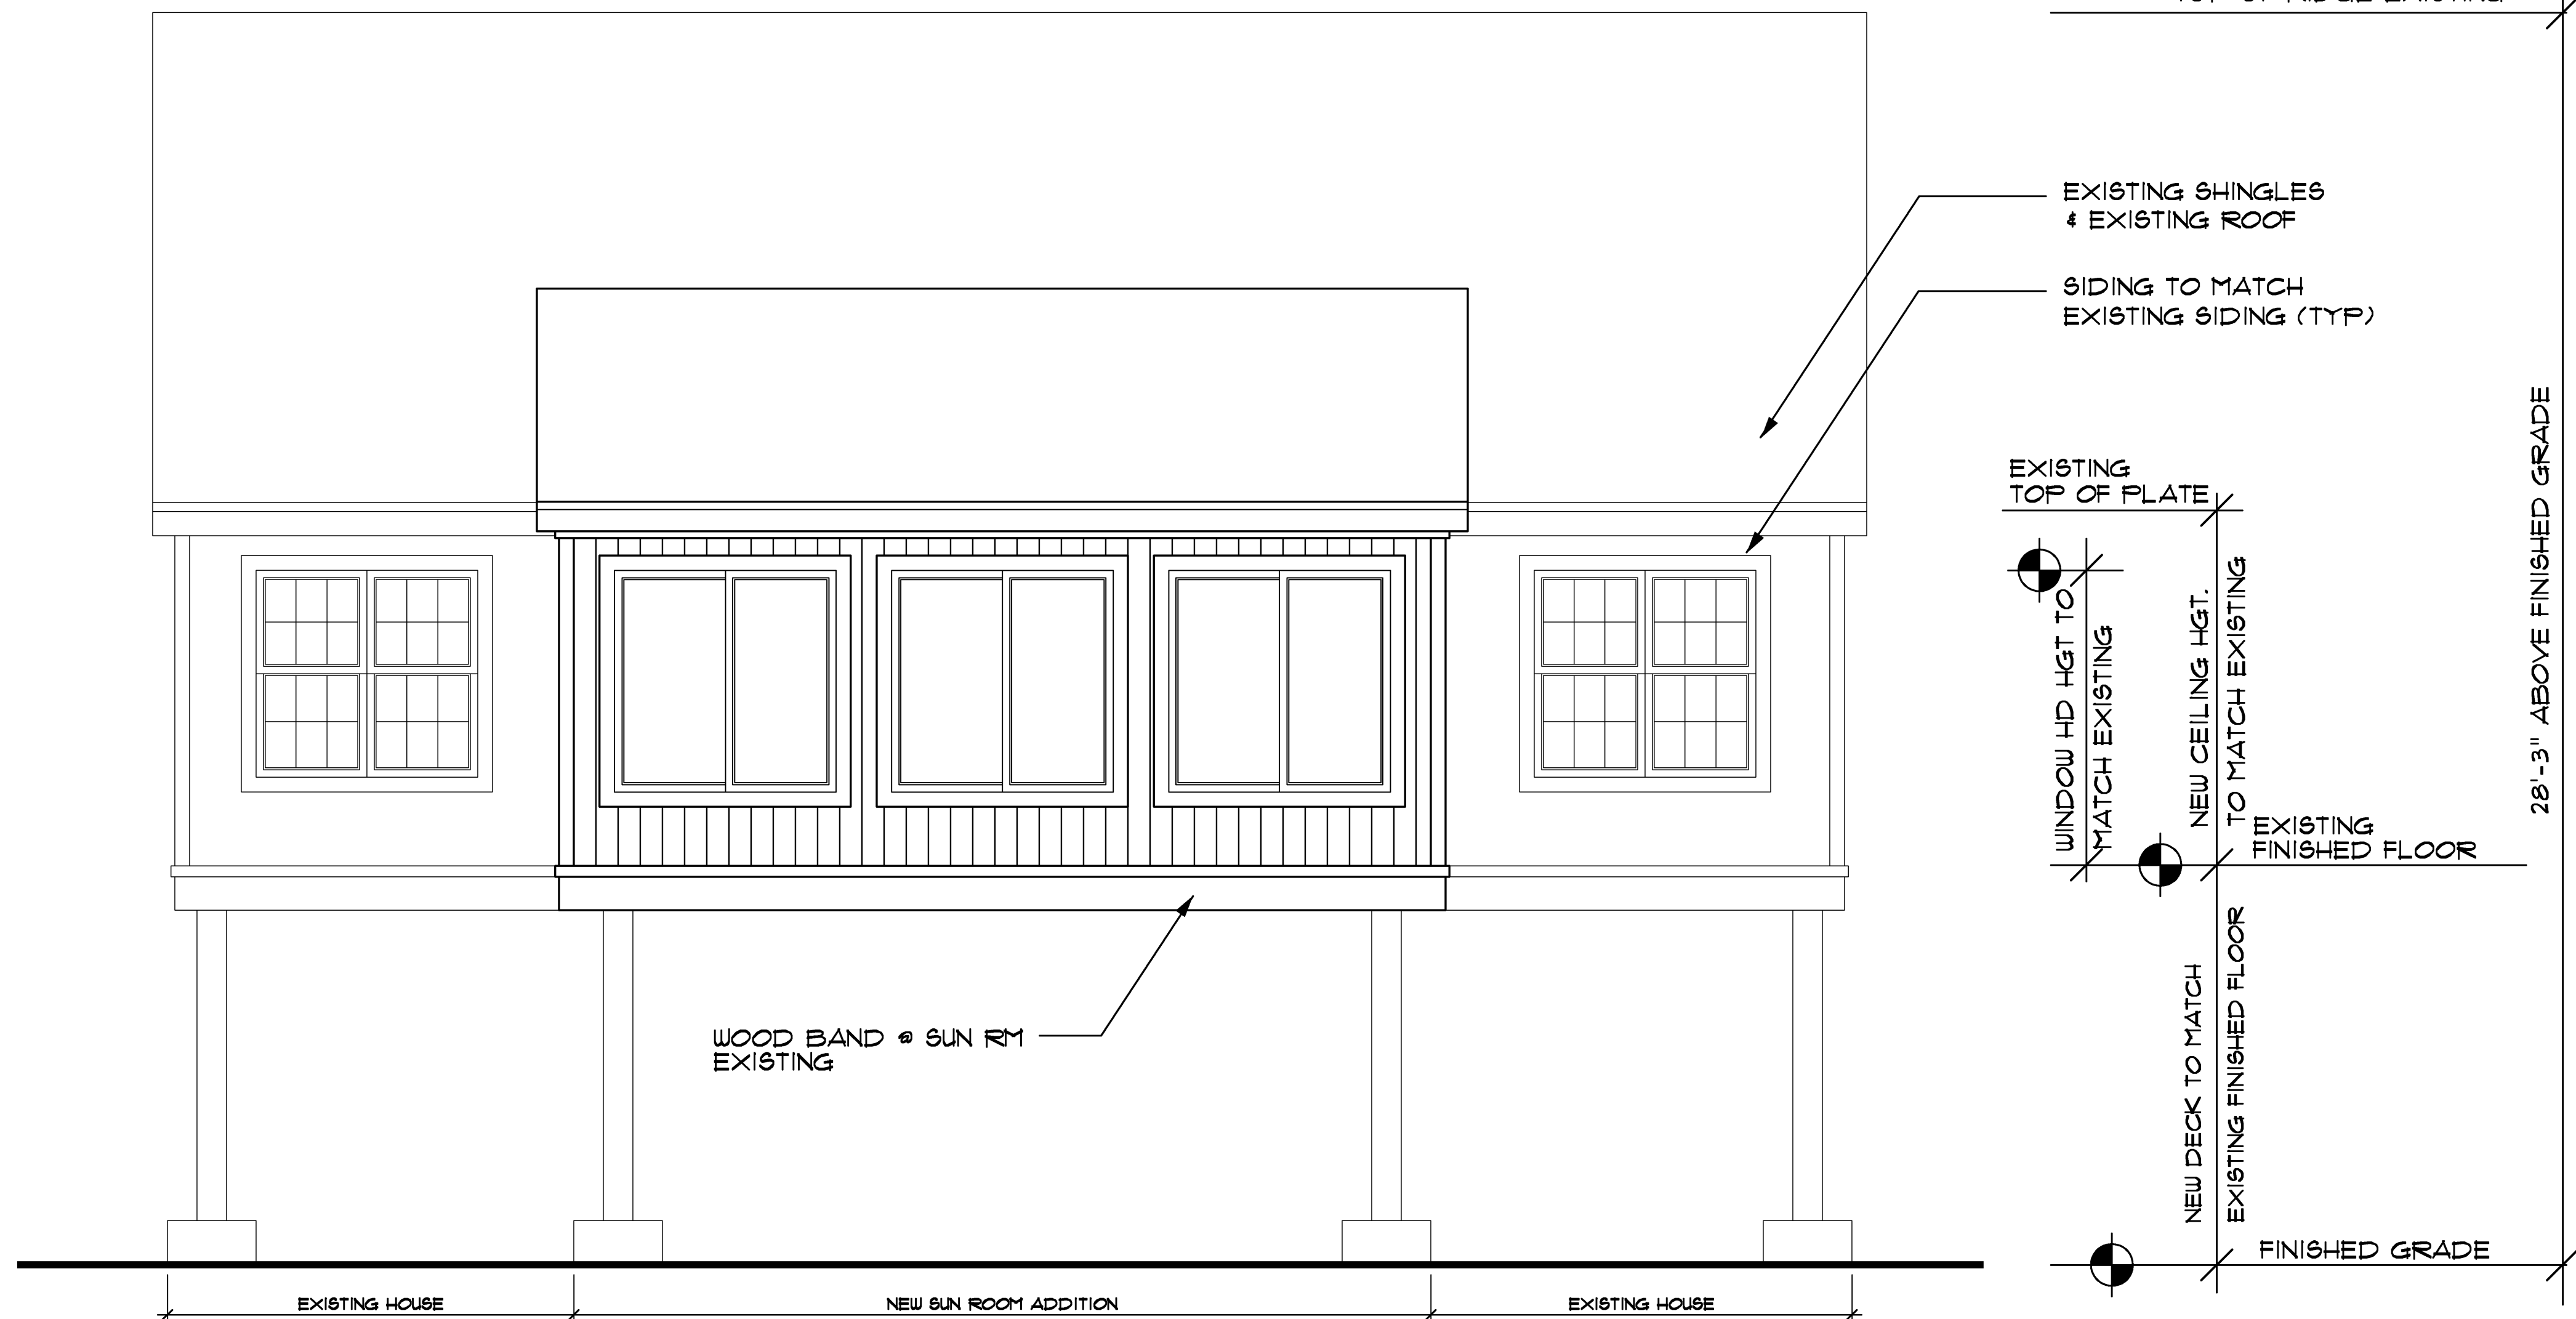 EXISTING SHINGLES
& EXISTING ROOF
SIDING TO MATCH
EXISTING SIDING (TYP)
EXISTING
TOP OF PLATE
WINDOW HD HGT TO
MATCH EXISTING
NEW CEILING HGT.
TO MATCH EXISTING
28'-3" ABOVE FINISHED GRADE
EXISTING
FINISHED FLOOR
NEW DECK TO MATCH
EXISTING FINISHED FLOOR
WOOD BAND @ SUN RM
EXISTING
FINISHED GRADE
EXISTING HOUSE
NEW SUN ROOM ADDITION
EXISTING HOUSE